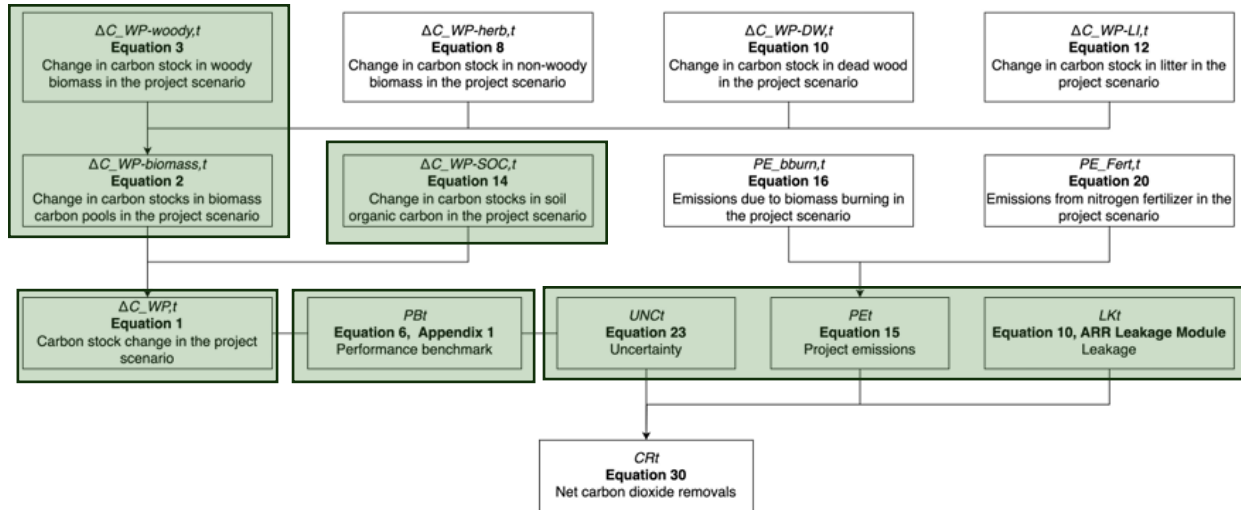 ΔC_WP-woody,t
Equation 3
Change in carbon stock in woody
biomass in the project scenario
ΔC_WP-herb,t
Equation 8
Change in carbon stock in non-woody
biomass in the project scenario
ΔC_WP-DW,t
Equation 10
Change in carbon stock in dead wood
in the project scenario
ΔC_WP-LI,t
Equation 12
Change in carbon stock in litter in the
project scenario
ΔC_WP-biomass,t
Equation 2
Change in carbon stocks in biomass
carbon pools in the project scenario
ΔC_WP-SOC,t
Equation 14
Change in carbon stocks in soil
organic carbon in the project scenario
PE_bburn,t
Equation 16
Emissions due to biomass burning in
the project scenario
PE_Fert,t
Equation 20
Emissions from nitrogen fertilizer in the
project scenario
ΔC_WP,t
Equation 1
Carbon stock change in the project
scenario
PBt
Equation 6, Appendix 1
Performance benchmark
UNCt
Equation 23
Uncertainty
PEt
Equation 15
Project emissions
LKt
Equation 10, ARR Leakage Module
Leakage
CRt
Equation 30
Net carbon dioxide removals